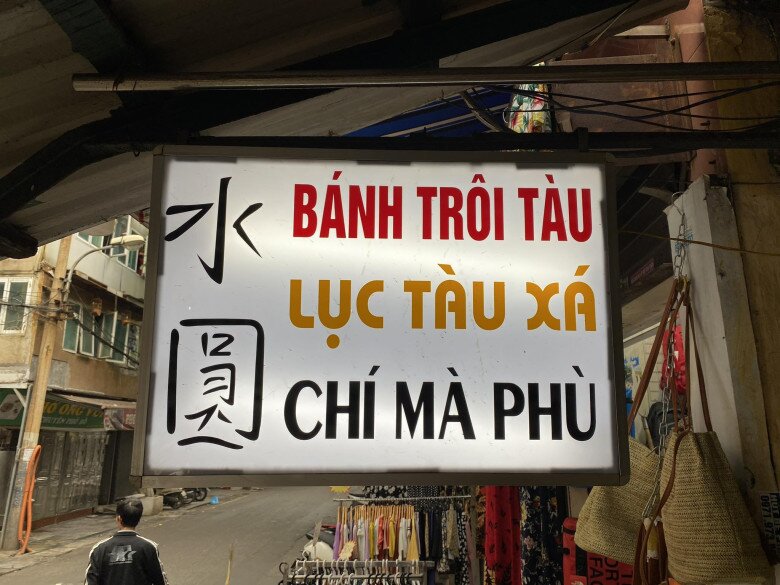 水
圓
BÁNH TRÔI TÀU
LỤC TÀU XÁ
CHÍ MÀ PHÙ